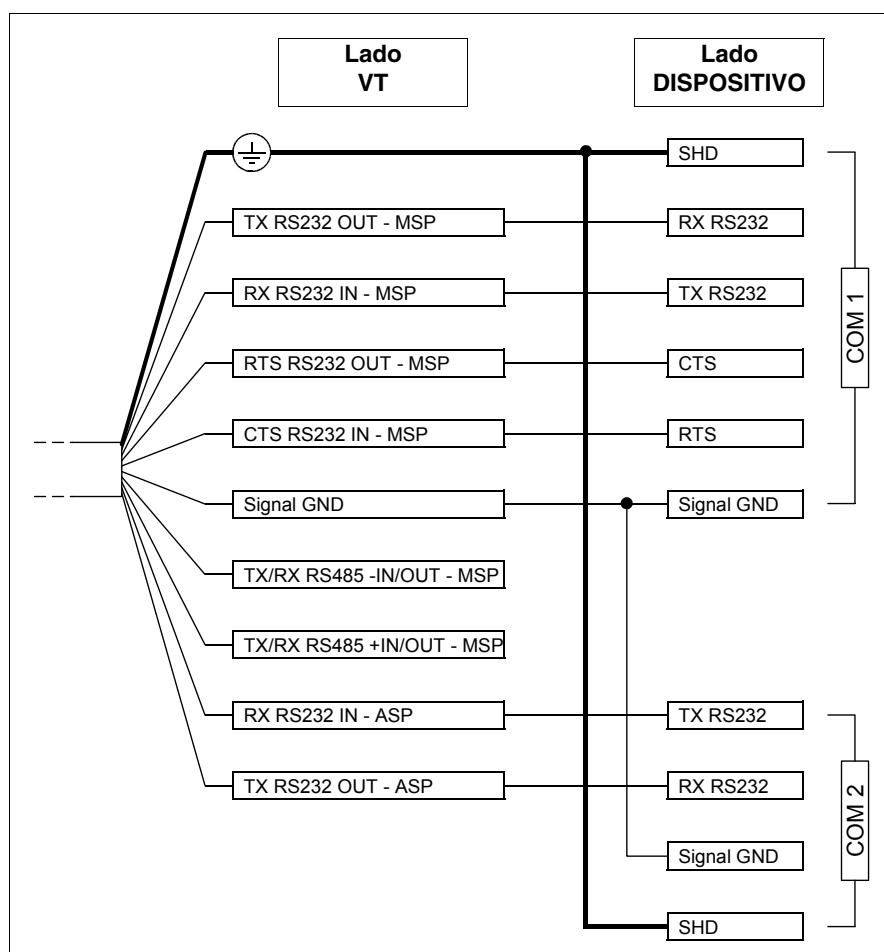 Lado
VT
Lado
DISPOSITIVO
SHD
TX RS232 OUT - MSP
RX RS232
RX RS232 IN - MSP
TX RS232
RTS RS232 OUT - MSP
CTS
CTS RS232 IN - MSP
RTS
Signal GND
Signal GND
COM 1
TX/RX RS485 -IN/OUT - MSP
TX/RX RS485 +IN/OUT - MSP
RX RS232 IN - ASP
TX RS232
TX RS232 OUT - ASP
RX RS232
Signal GND
SHD
COM 2